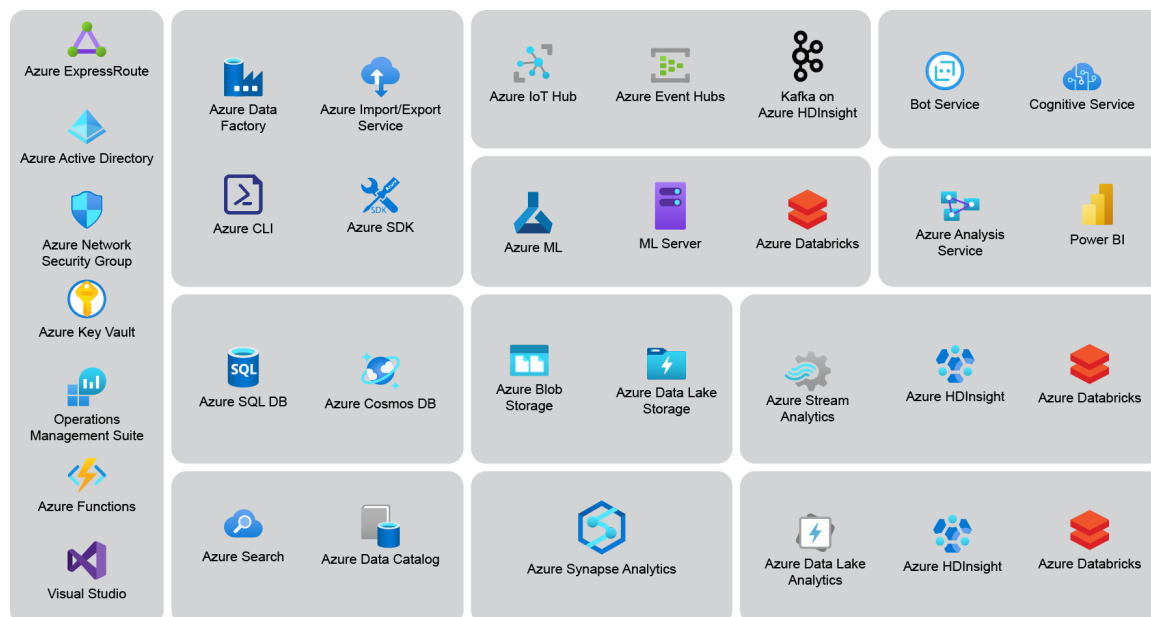 Azure ExpressRoute
Azure Active Directory
Azure Network
Security Group
Azure Key Vault
Operations
Management Suite
Azure Functions
Visual Studio
Azure Data
Factory
Azure Import/Export
Service
Azure CLI
SDK
Azure SDK
Azure IoT Hub
Azure Event Hubs
Kafka on
Azure HDInsight
Bot Service
Cognitive Service
Azure ML
ML Server
Azure Databricks
Azure Analysis
Service
Power BI
SQL
Azure SQL DB
Azure Cosmos DB
Azure Blob
Storage
Azure Data Lake
Storage
Azure Stream
Analytics
Azure HDInsight
Azure Databricks
Azure Search
Azure Data Catalog
Azure Synapse Analytics
Azure Data Lake
Analytics
Azure HDInsight
Azure Databricks